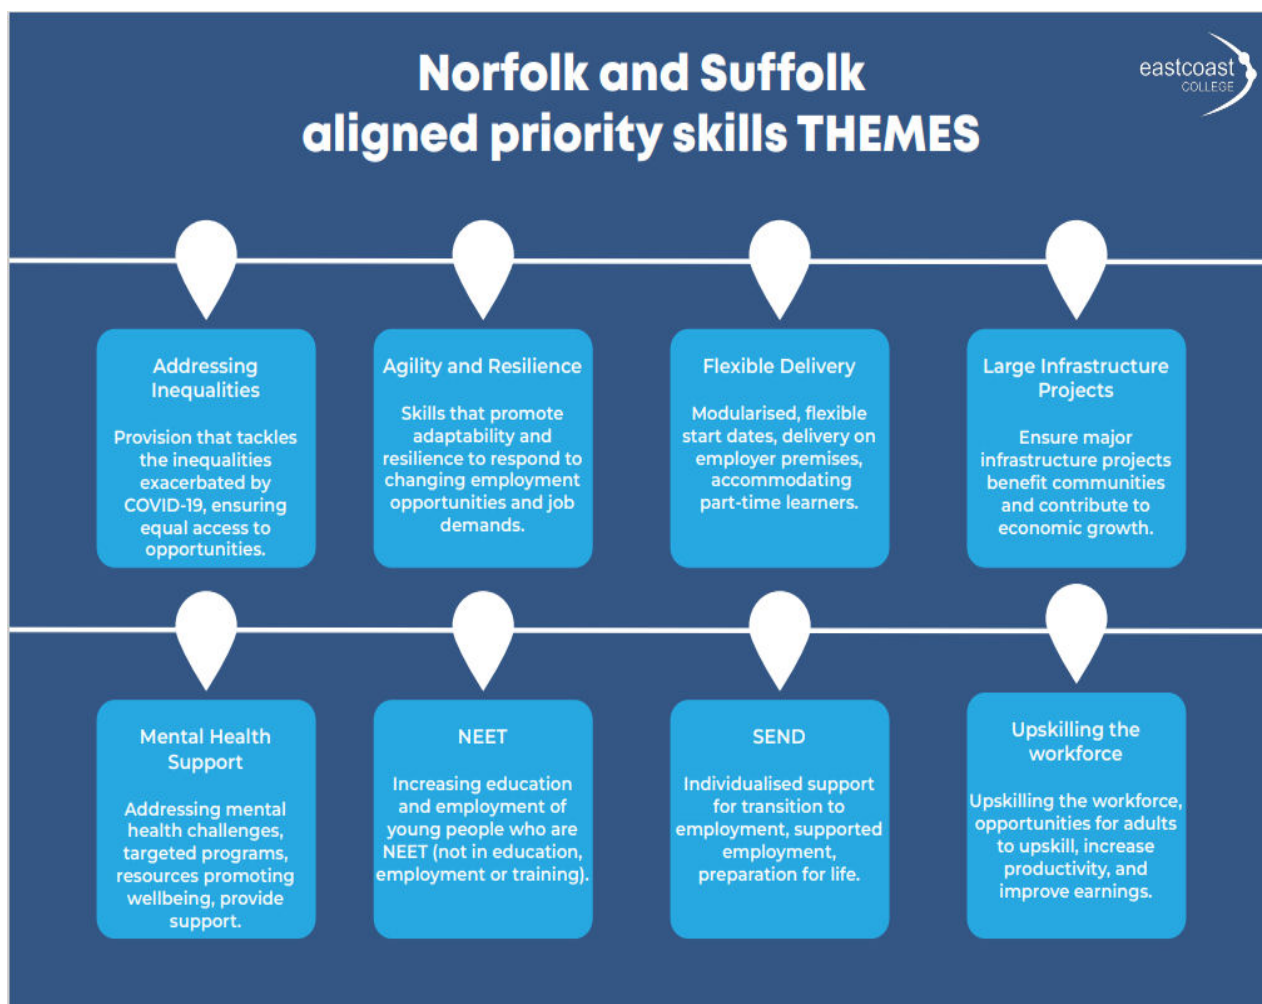 Norfolk and Suffolk
aligned priority skills THEMES
eastcoast
COLLEGE
Addressing
Inequalities
Provision that tackles
the inequalities
exacerbated by
COVID-19, ensuring
equal access to
opportunities.
Agility and Resilience
Skills that promote
adaptability and
resilience to respond to
changing employment
opportunities and job
demands.
Flexible Delivery
Modularised, flexible
start dates, delivery on
employer premises,
accommodating
part-time learners.
Large Infrastructure
Projects
Ensure major
infrastructure projects
benefit communities
and contribute to
economic growth.
Mental Health
Support
Addressing mental
health challenges,
targeted programs,
resources promoting
wellbeing, provide
support.
NEET
Increasing education
and employment of
young people who are
NEET (not in education,
employment or training).
SEND
Individualised support
for transition to
employment, supported
employment,
preparation for life.
Upskilling the
workforce
Upskilling the workforce,
opportunities for adults
to upskill, increase
productivity, and
improve earnings.